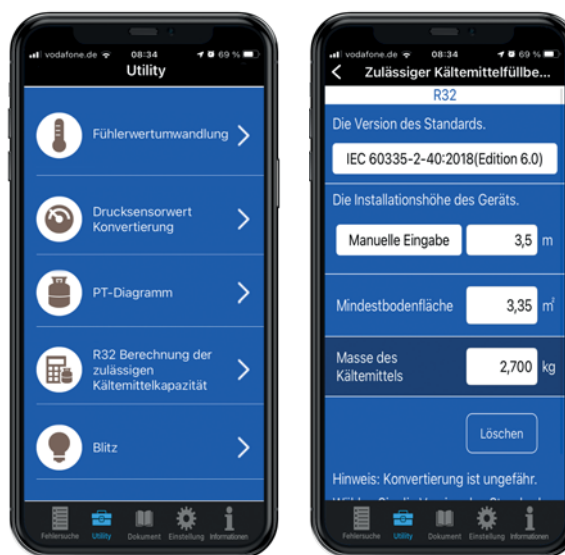 vodafone.de 08:34 69 %
Utility
Fühlerwertumwandlung
Drucksensorwert
Konvertierung
PT-Diagramm
R32 Berechnung der
zulässigen
Kältemittelkapazität
Blitz
Fehlersuche Utility Dokument Einstellung Informationen
vodafone.de 08:34 69 %
Zulässiger Kältemittelfüllbe...
R32
Die Version des Standards.
IEC 60335-2-40:2018(Edition 6.0)
Die Installationshöhe des Geräts.
Manuelle Eingabe 3,5 m
Mindestbodenfläche 3,35 m²
Masse des
Kältemittels
2,700 kg
Löschen
Hinweis: Konvertierung ist ungefähr.
Fehlersuche Utility Dokument Einstellung Informationen